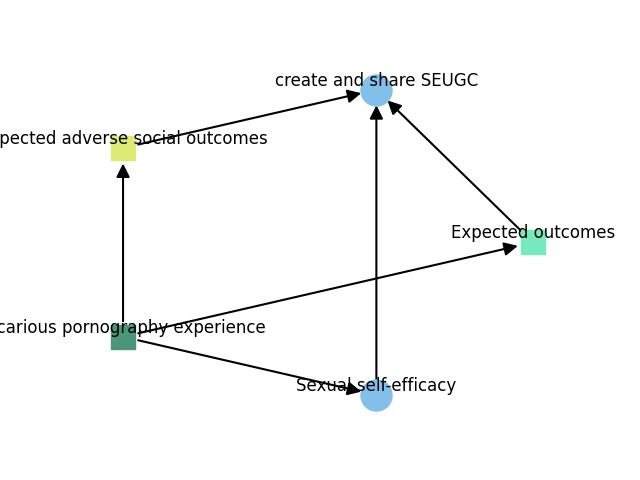 create and share SEUGC
pected adverse social outcomes
Expected outcomes
carious pornography experience
Sexual self-efficacy